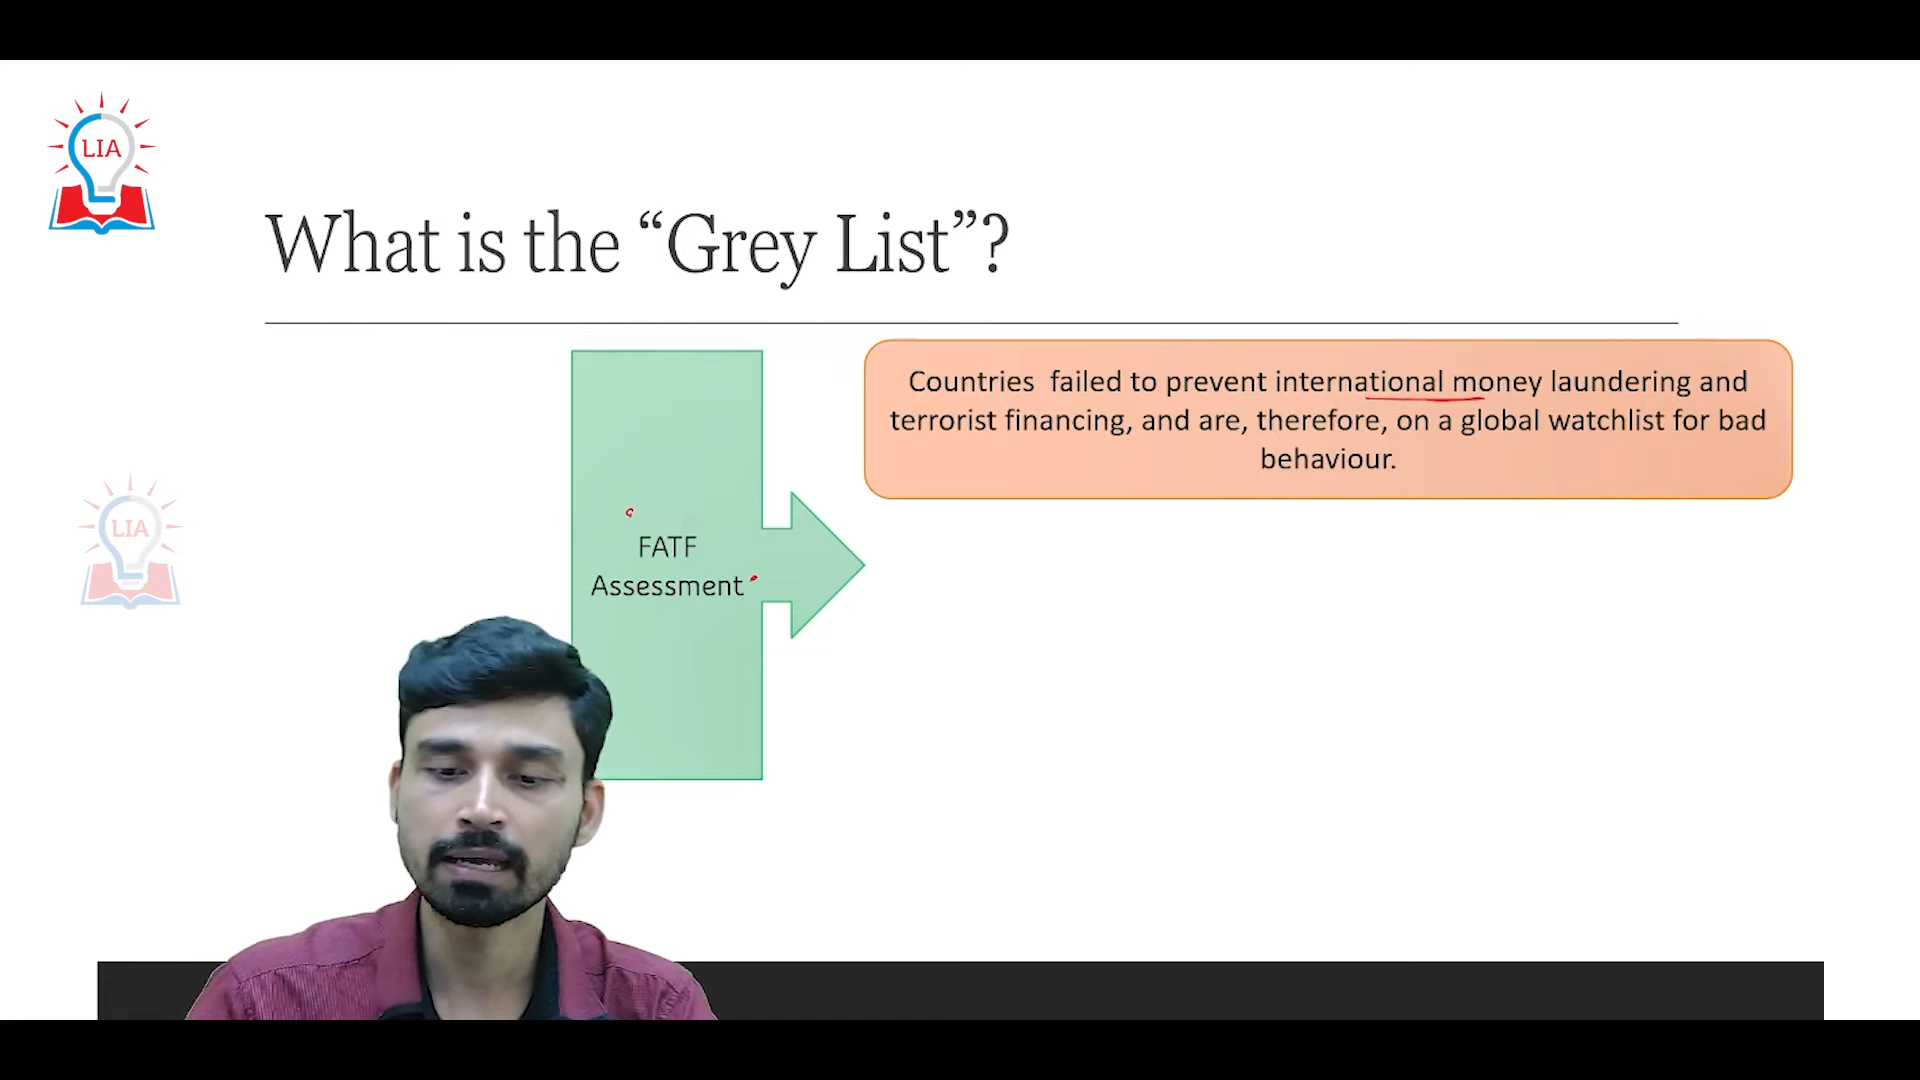 LIA
What is the “Grey List”?
Countries failed to prevent international money laundering and
terrorist financing, and are, therefore, on a global watchlist for bad
behaviour.
FATF
Assessment
LIA